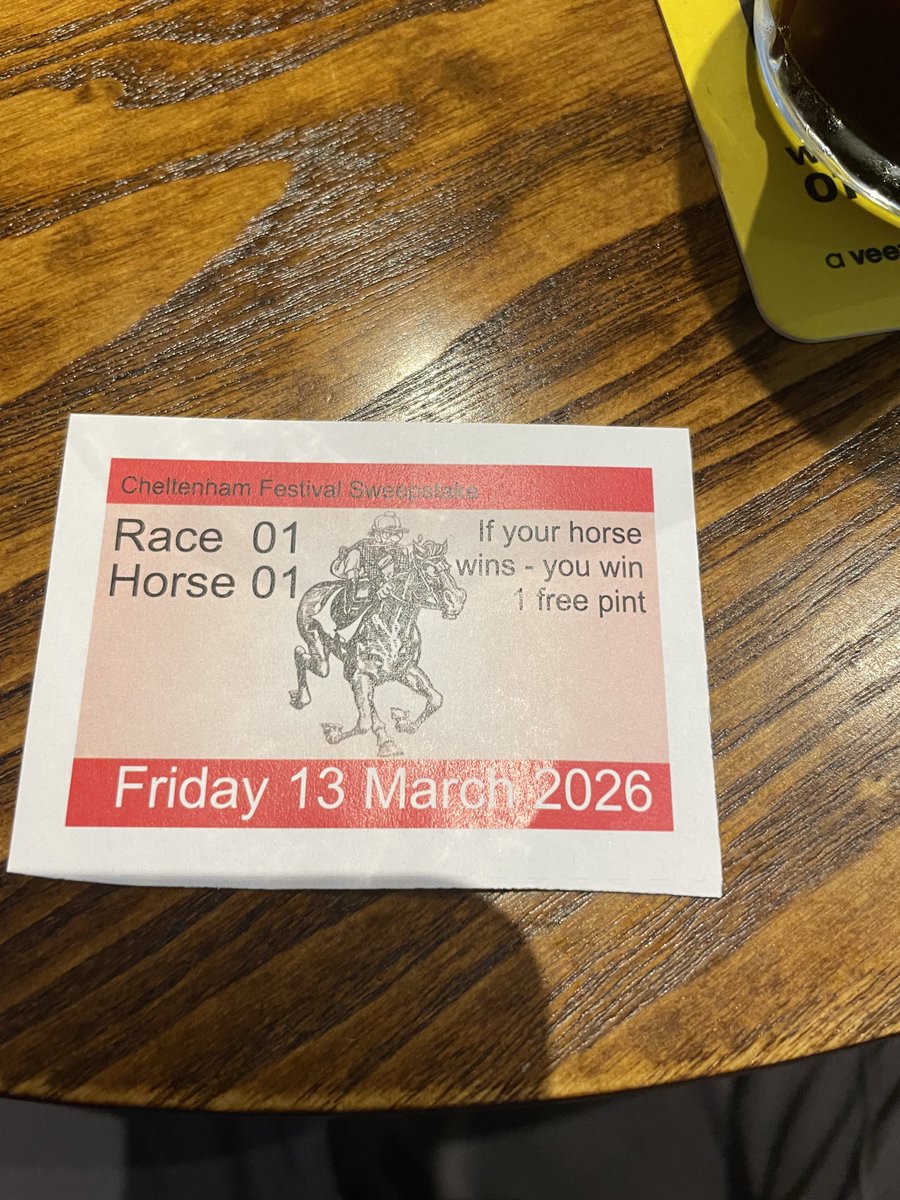 Cheltenham Festival Sweepstake
Race 01
Horse 01
If your horse
wins - you win
1 free pint
Friday 13 March 2026
a